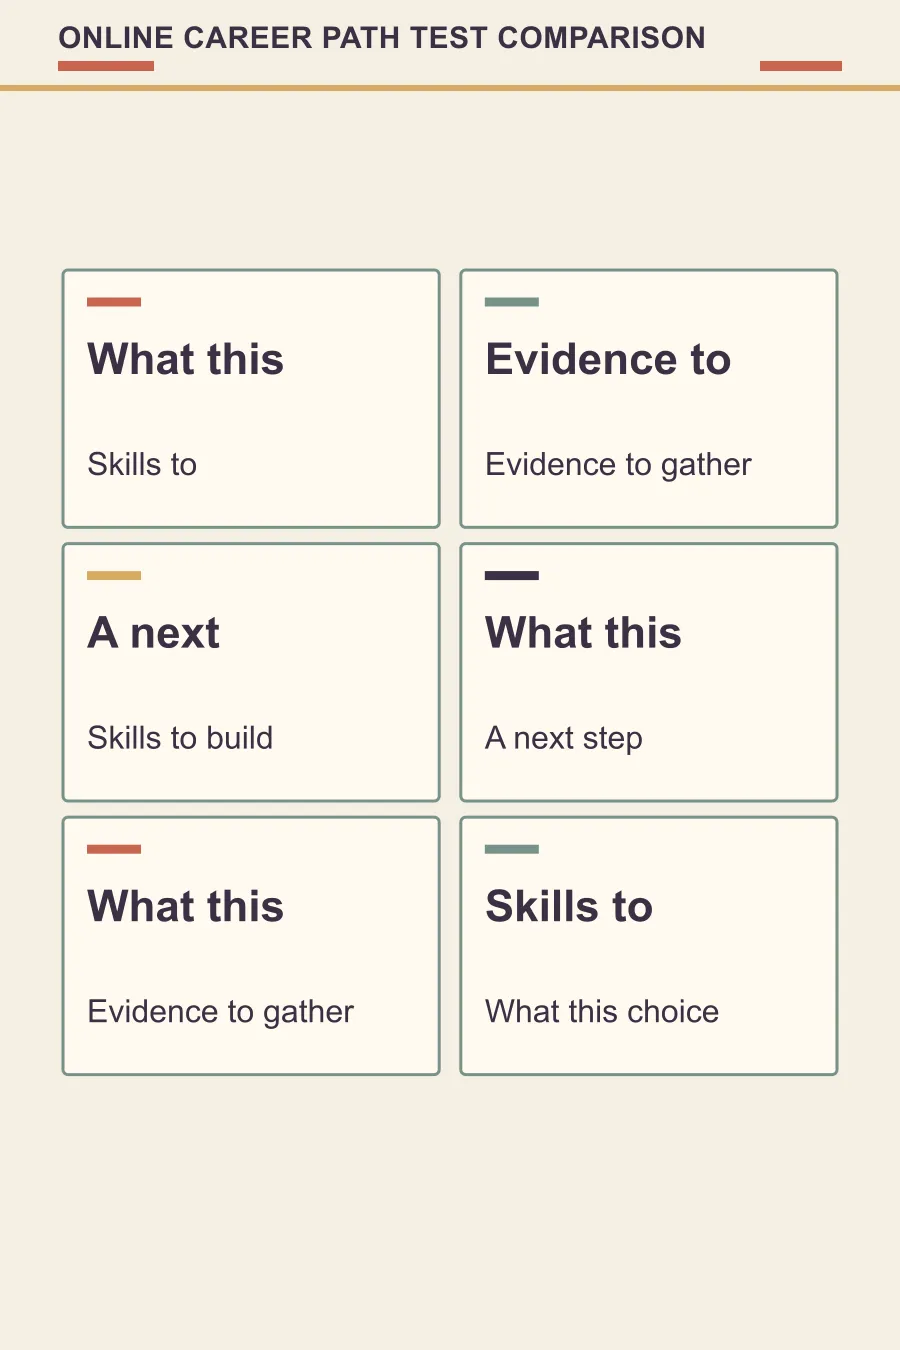 ONLINE CAREER PATH TEST COMPARISON
What this
Skills to
Evidence to
Evidence to gather
A next
Skills to build
What this
A next step
What this
Evidence to gather
Skills to
What this choice